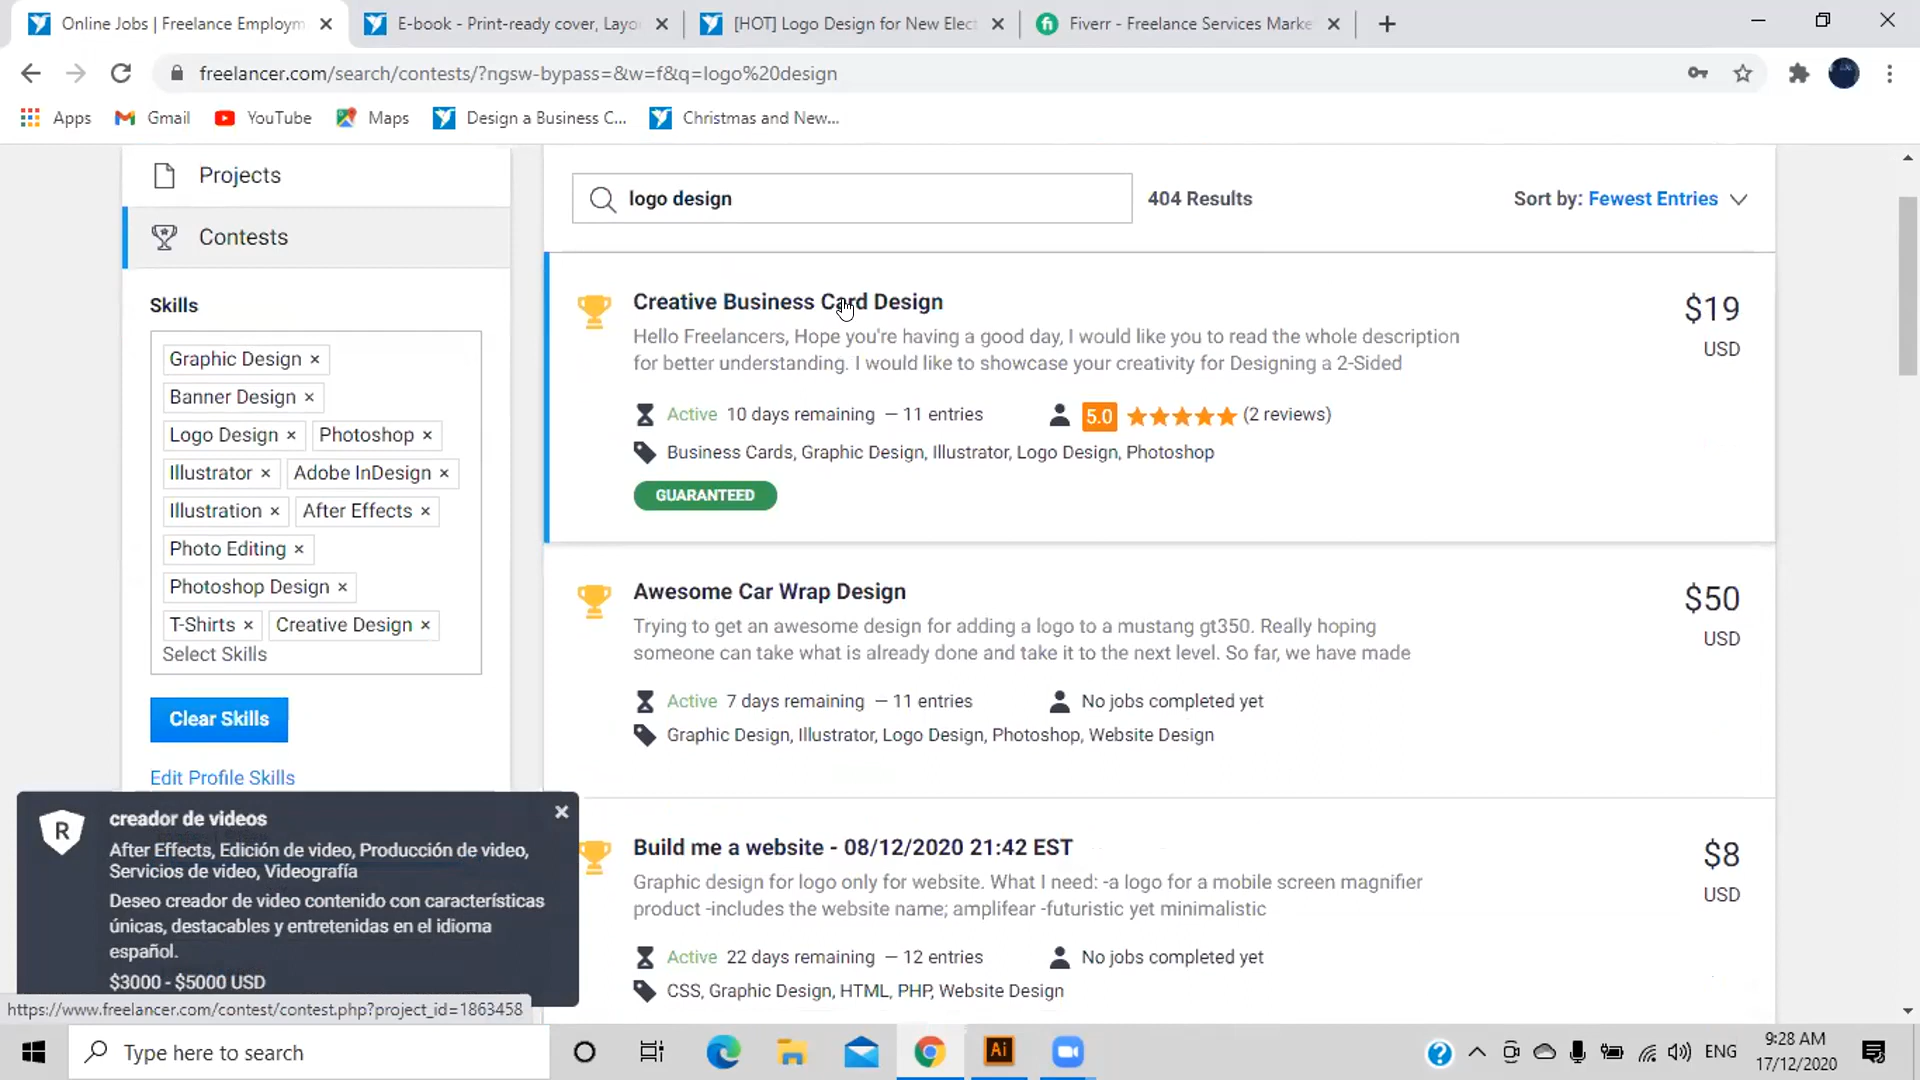 Online Jobs | Freelance Employm
E-book - Print-ready cover, Layo
[HOT] Logo Design for New Elect
Fiverr - Freelance Services Marke
freelancer.com/search/contests/?ngsw-bypass=&w=f&q=logo%20design
Apps
Gmail
YouTube
Maps
Design a Business C...
Christmas and New...
Projects
Contests
Skills
Graphic Design ×
Banner Design ×
Logo Design × Photoshop ×
Illustrator × Adobe InDesign ×
Illustration × After Effects ×
Photo Editing ×
Photoshop Design ×
T-Shirts × Creative Design ×
Select Skills
Clear Skills
Edit Profile Skills
logo design
404 Results
Sort by: Fewest Entries
Creative Business Card Design
Hello Freelancers, Hope you're having a good day, I would like you to read the whole description
for better understanding. I would like to showcase your creativity for Designing a 2-Sided
Active 10 days remaining — 11 entries
5.0 (2 reviews)
Business Cards, Graphic Design, Illustrator, Logo Design, Photoshop
GUARANTEED
$19
USD
Awesome Car Wrap Design
Trying to get an awesome design for adding a logo to a mustang gt350. Really hoping
someone can take what is already done and take it to the next level. So far, we have made
Active 7 days remaining — 11 entries
No jobs completed yet
Graphic Design, Illustrator, Logo Design, Photoshop, Website Design
$50
USD
Build me a website - 08/12/2020 21:42 EST
Graphic design for logo only for website. What I need: -a logo for a mobile screen magnifier
product -includes the website name; amplifear -futuristic yet minimalistic
Active 22 days remaining — 12 entries
No jobs completed yet
CSS, Graphic Design, HTML, PHP, Website Design
$8
USD
R
creador de videos
After Effects, Edición de video, Producción de video,
Servicios de video, Videografía
Deseo creador de video contenido con características
únicas, destacables y entretenidas en el idioma
español.
$3000 - $5000 USD
https://www.freelancer.com/contest/contest.php?project_id=1863458
Type here to search
Ai
ENG
9:28 AM
17/12/2020